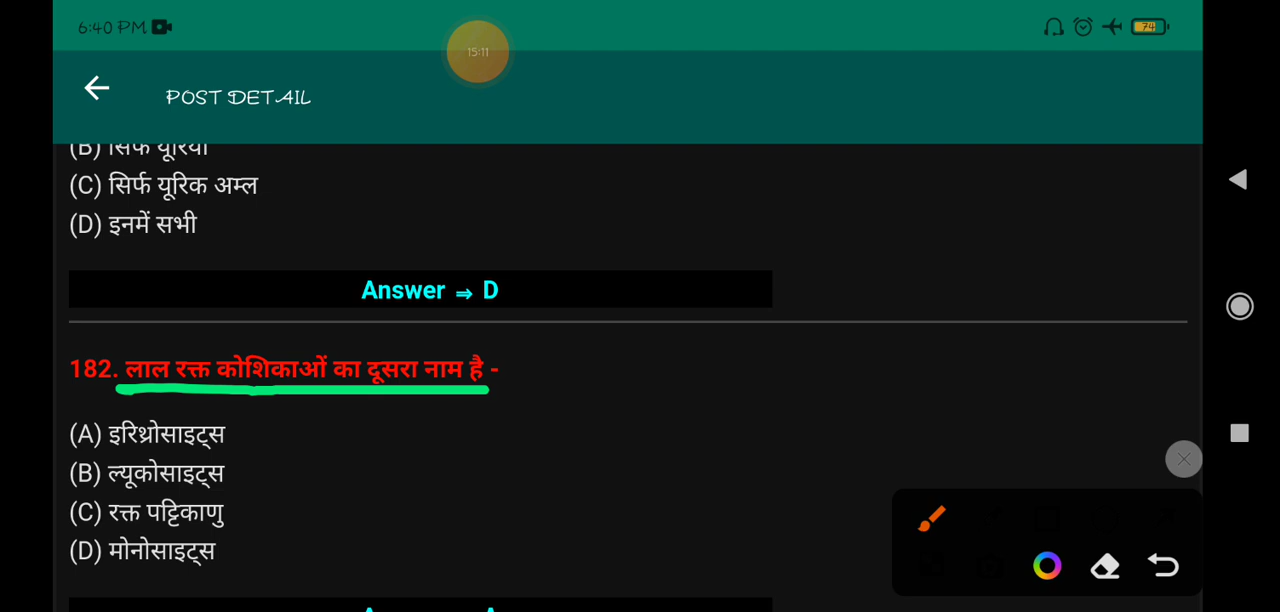 6:40 PM
74
15:11
POST DETAIL
(B) सिर्फ यूरिया
(C) सिर्फ यूरिक अम्ल
(D) इनमें सभी
Answer ⇒ D
182. लाल रक्त कोशिकाओं का दूसरा नाम है -
(A) इरिथ्रोसाइट्स
(B) ल्यूकोसाइट्स
(C) रक्त पट्टिकाणु
(D) मोनोसाइट्स